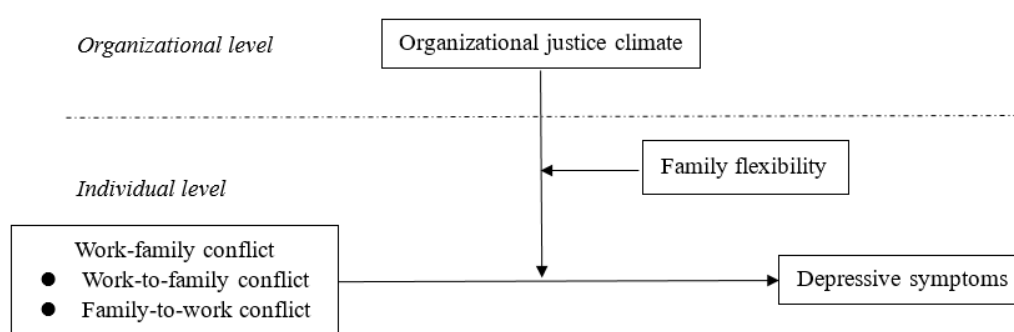 Organizational level
Organizational justice climate
Family flexibility
Individual level
Work-family conflict
● Work-to-family conflict
● Family-to-work conflict
Depressive symptoms